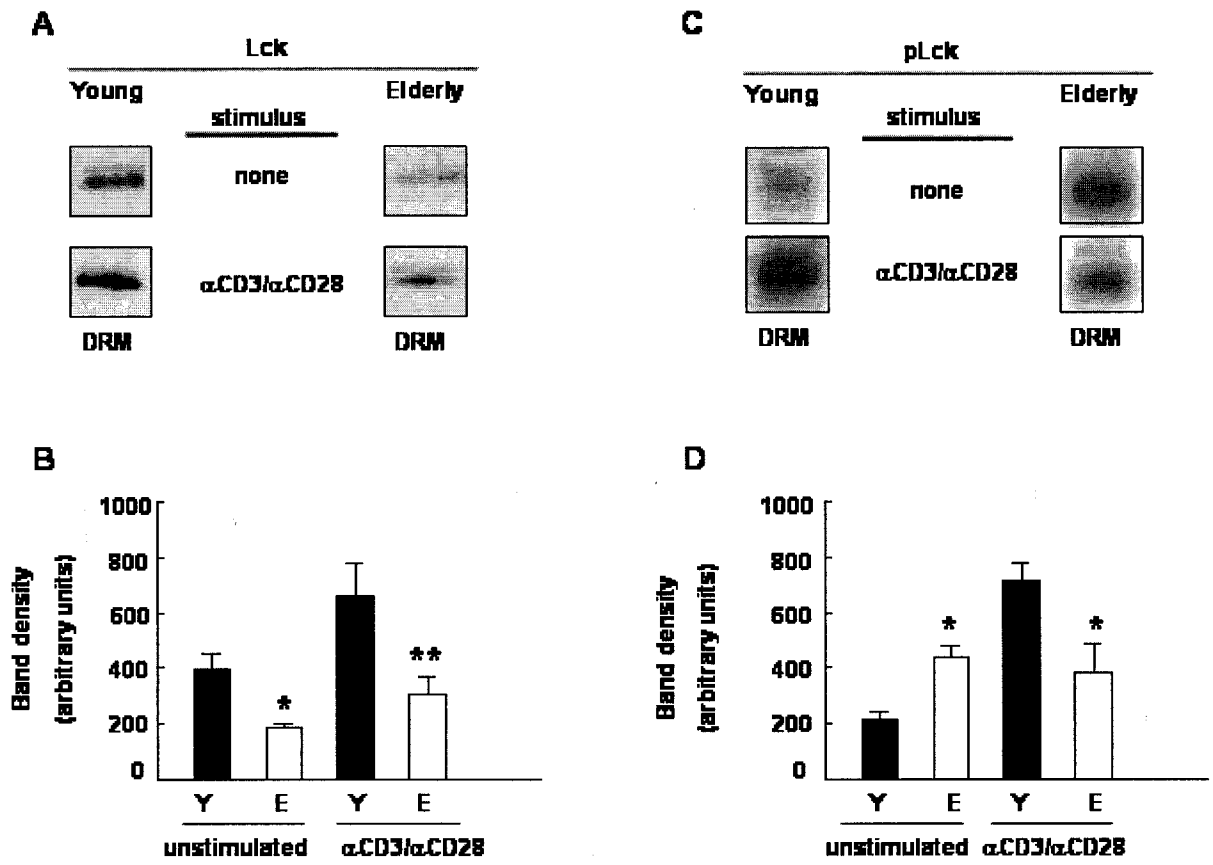 A
Lck
Young
Elderly
stimulus
none
αCD3/αCD28
DRM
DRM
C
pLck
Young
Elderly
stimulus
none
αCD3/αCD28
DRM
DRM
B
Band density
(arbitrary units)
1000
800
600
400
200
0
*
**
Y E Y E
unstimulated αCD3/αCD28
D
Band density
(arbitrary units)
1000
800
600
400
200
0
*
*
Y E Y E
unstimulated αCD3/αCD28